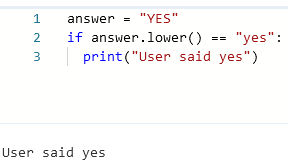 1 answer = "YES"
2 if answer.lower() == "yes":
3 print("User said yes")
User said yes